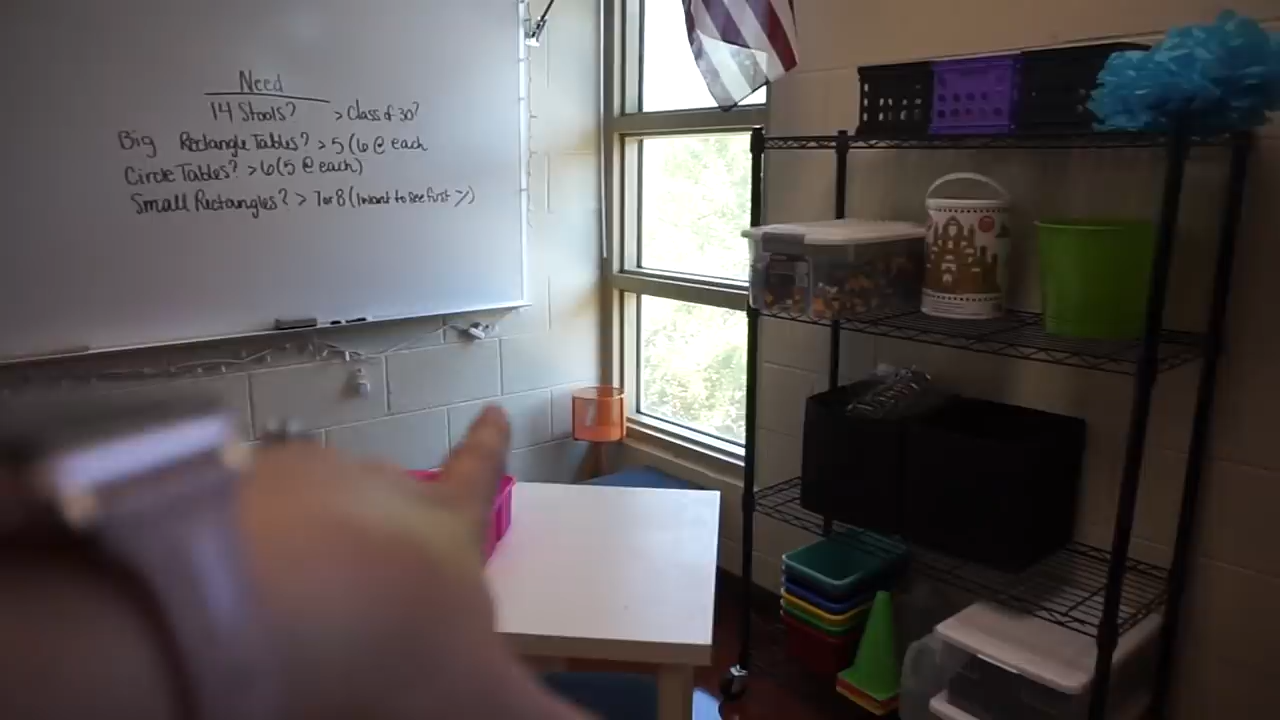 Need
14 Stools? > Class of 30?
Big Rectangle Tables? > 5 (6 @ each
Circle Tables? > 6 (5 @ each)
Small Rectangles? > 7 or 8 (I want to see first :/)